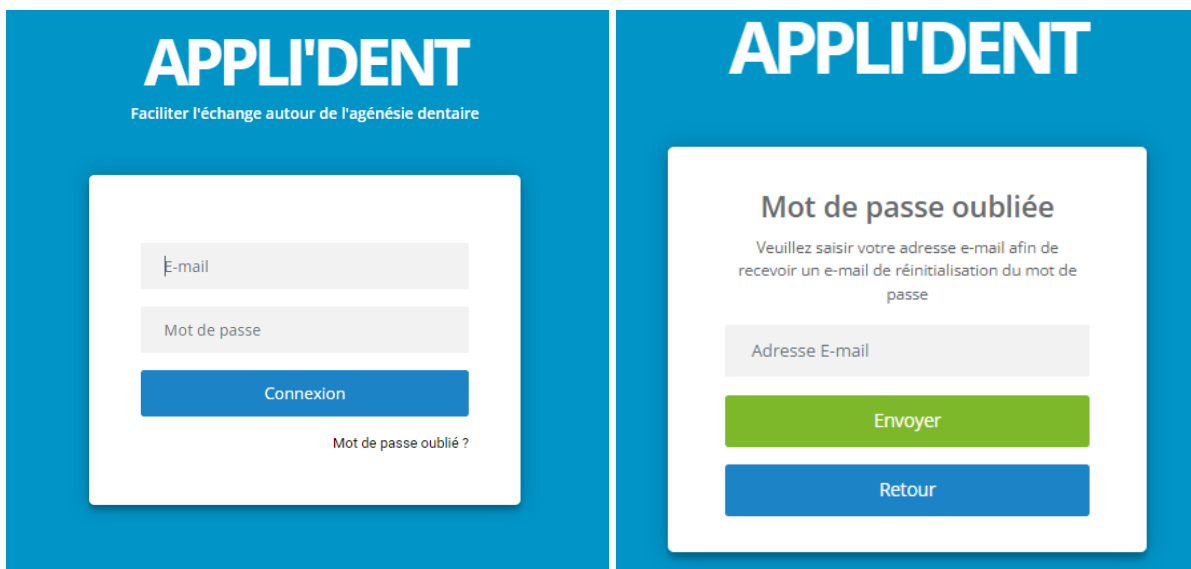 APPLI'DENT
Faciliter l'échange autour de l'agénésie dentaire
E-mail
Mot de passe
Connexion
Mot de passe oublié ?
APPLI'DENT
Mot de passe oubliée
Veuillez saisir votre adresse e-mail afin de
recevoir un e-mail de réinitialisation du mot de
passe
Adresse E-mail
Envoyer
Retour